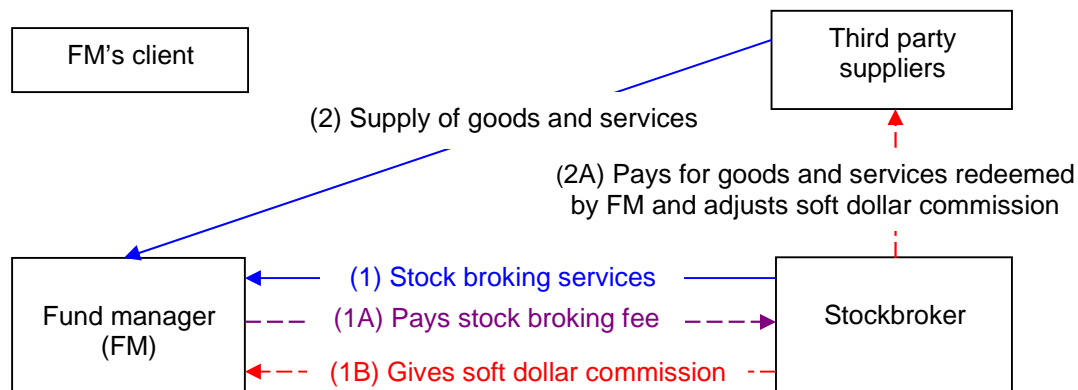 FM's client
Third party
suppliers
(2) Supply of goods and services
(2A) Pays for goods and services redeemed
by FM and adjusts soft dollar commission
Fund manager
(FM)
(1) Stock broking services
(1A) Pays stock broking fee
(1B) Gives soft dollar commission
Stockbroker